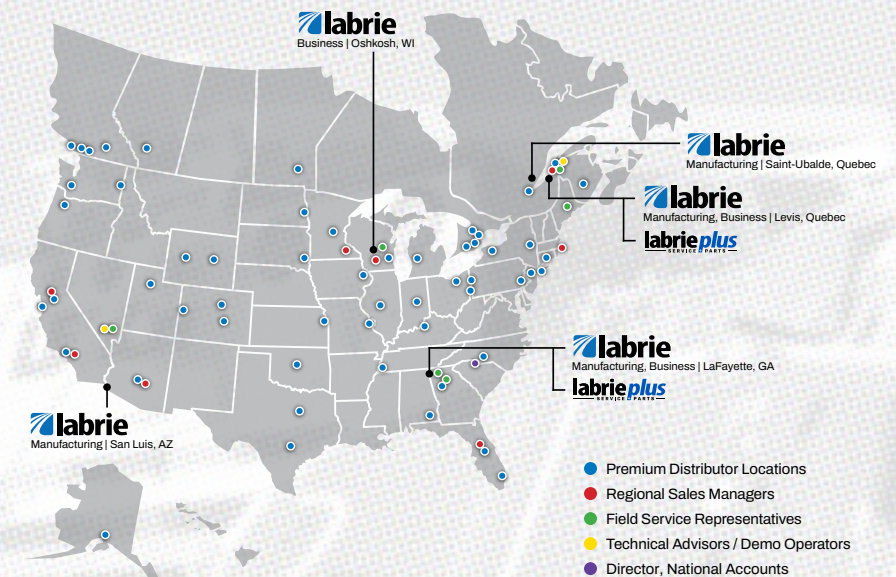 labrie
Business | Oshkosh, WI
labrie
Manufacturing | Saint-Ubalde, Quebec
labrie
Manufacturing, Business | Levis, Quebec
labrie plus
SERVICE PARTS
labrie
Manufacturing, Business | LaFayette, GA
labrie plus
SERVICE PARTS
labrie
Manufacturing | San Luis, AZ
Premium Distributor Locations
Regional Sales Managers
Field Service Representatives
Technical Advisors / Demo Operators
Director, National Accounts